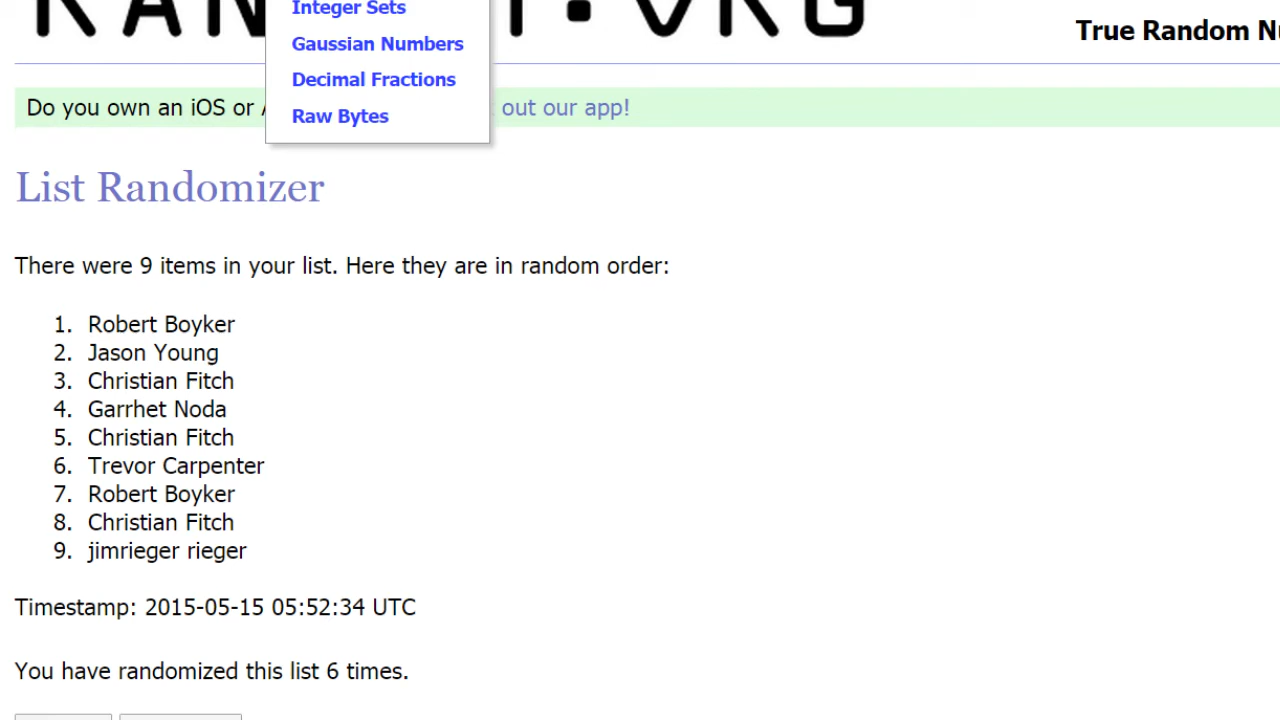 Integer Sets
Gaussian Numbers
Decimal Fractions
Raw Bytes
True Random
Do you own an iOS or
out our app!
List Randomizer
There were 9 items in your list. Here they are in random order:
1. Robert Boyker
2. Jason Young
3. Christian Fitch
4. Garrhet Noda
5. Christian Fitch
6. Trevor Carpenter
7. Robert Boyker
8. Christian Fitch
9. jimrieger rieger
Timestamp: 2015-05-15 05:52:34 UTC
You have randomized this list 6 times.